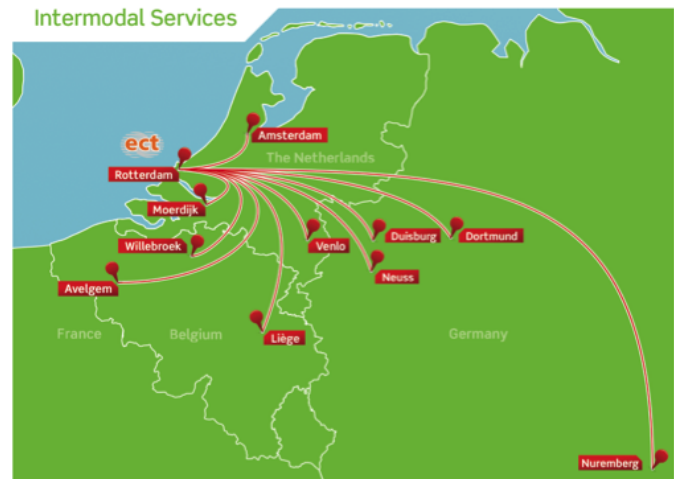 Intermodal Services
ect
Amsterdam
The Netherlands
Rotterdam
Moerdijk
Willebroek
Venlo
Duisburg
Dortmund
Neuss
Avelgem
France
Belgium
Liège
Germany
Nuremberg